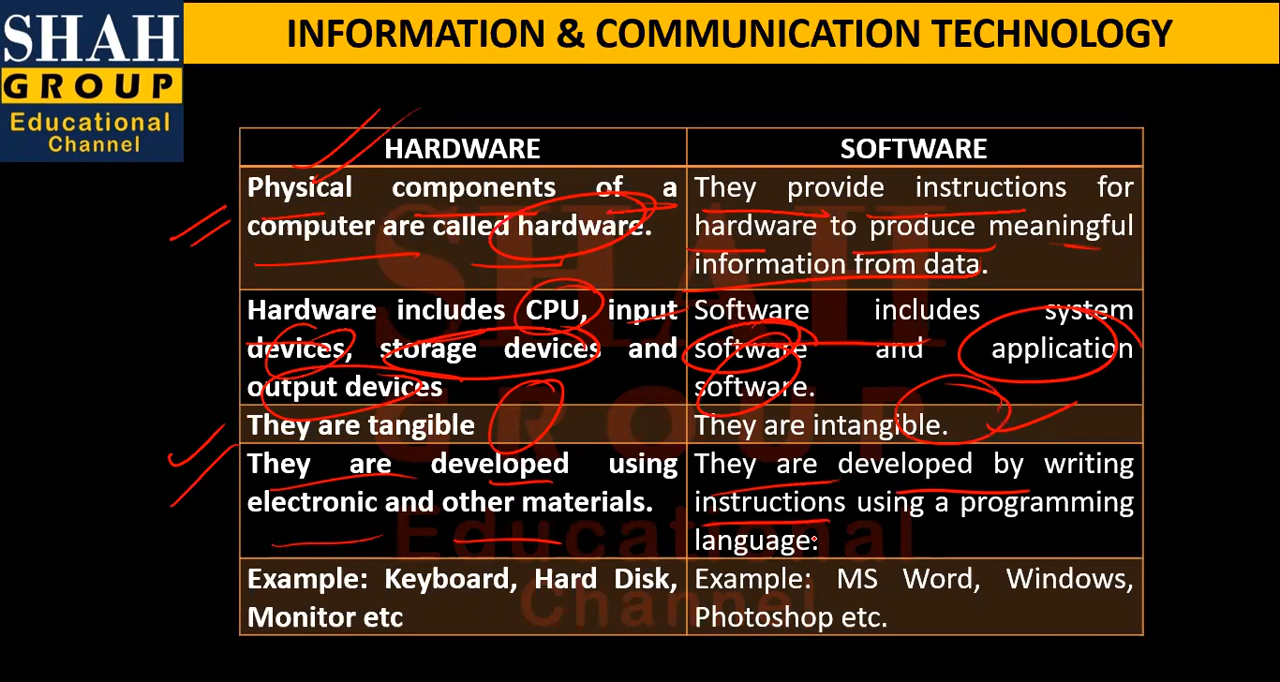 SHAH
GROUP
Educational
Channel
INFORMATION & COMMUNICATION TECHNOLOGY
HARDWARE
SOFTWARE
Physical components of a
computer are called hardware.
They provide instructions for
hardware to produce meaningful
information from data.
Hardware includes CPU, input
devices, storage devices and
output devices
Software includes system
software and application
software.
They are tangible
They are intangible.
They are developed using
electronic and other materials.
They are developed by writing
instructions using a programming
language.
Example: Keyboard, Hard Disk,
Monitor etc
Example: MS Word, Windows,
Photoshop etc.
SHAH
GROUP
Educational
Channel